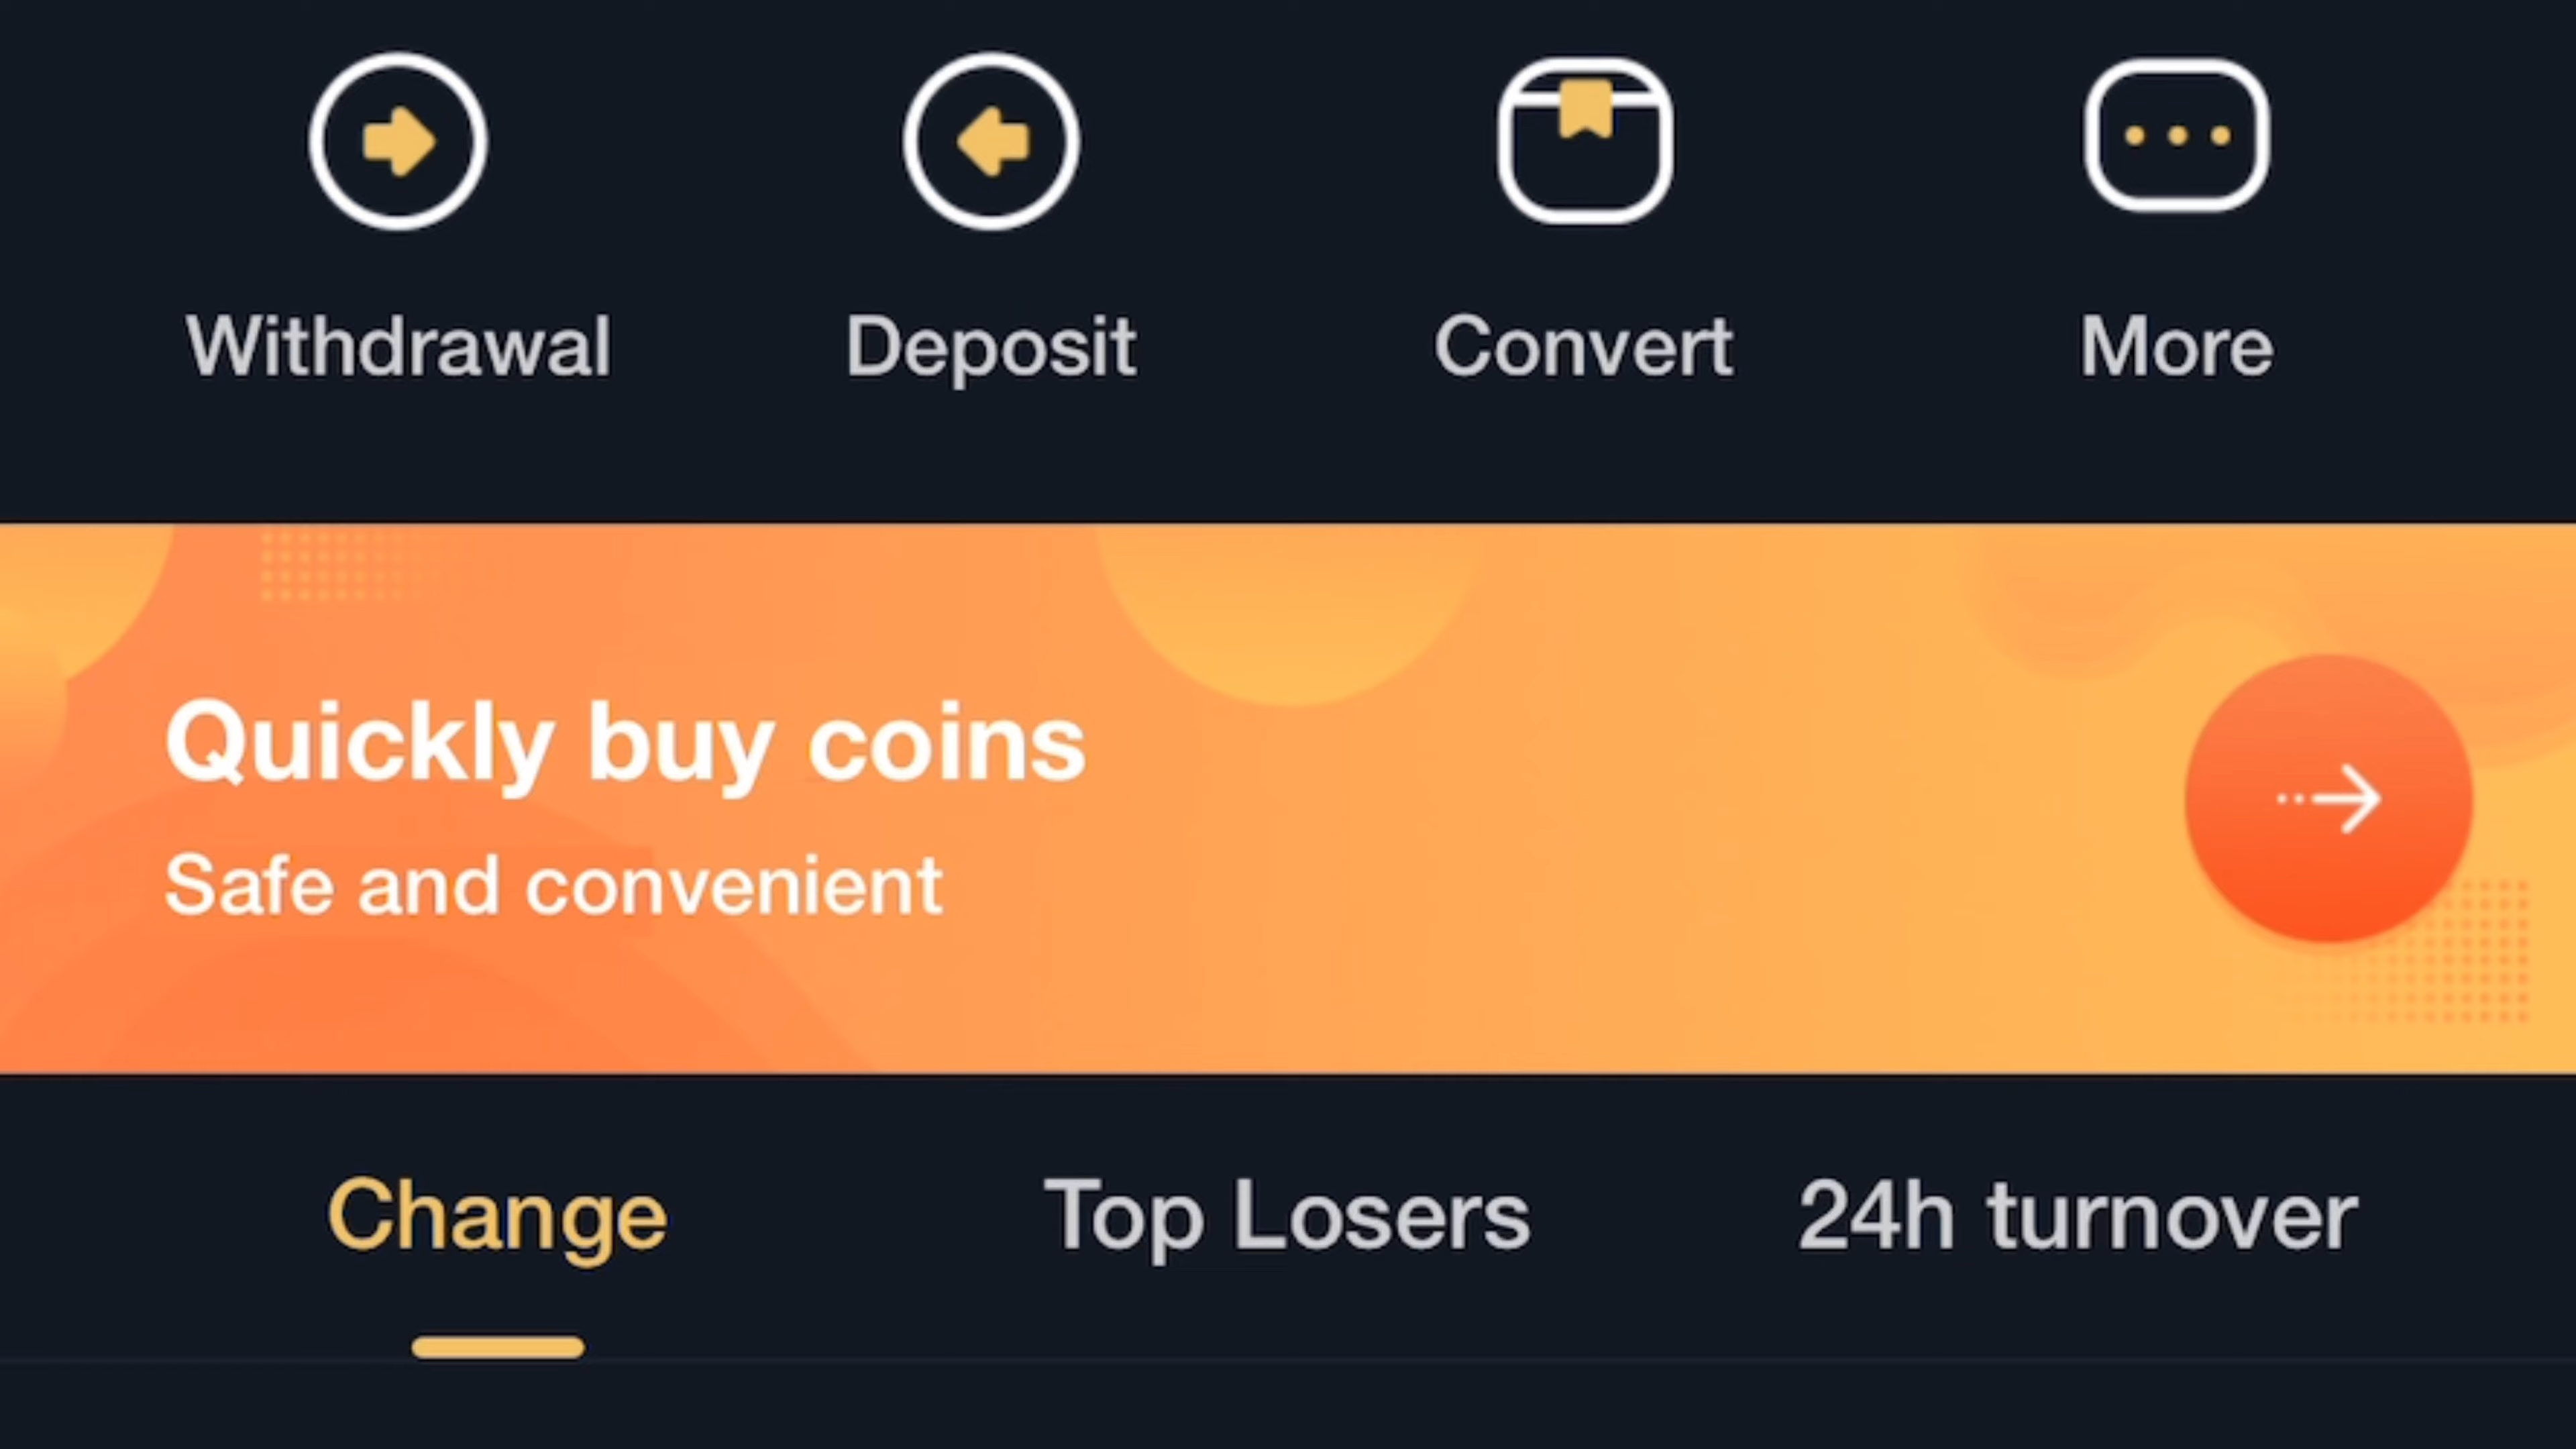 Withdrawal Deposit Convert More
Quickly buy coins
Safe and convenient
Change Top Losers 24h turnover